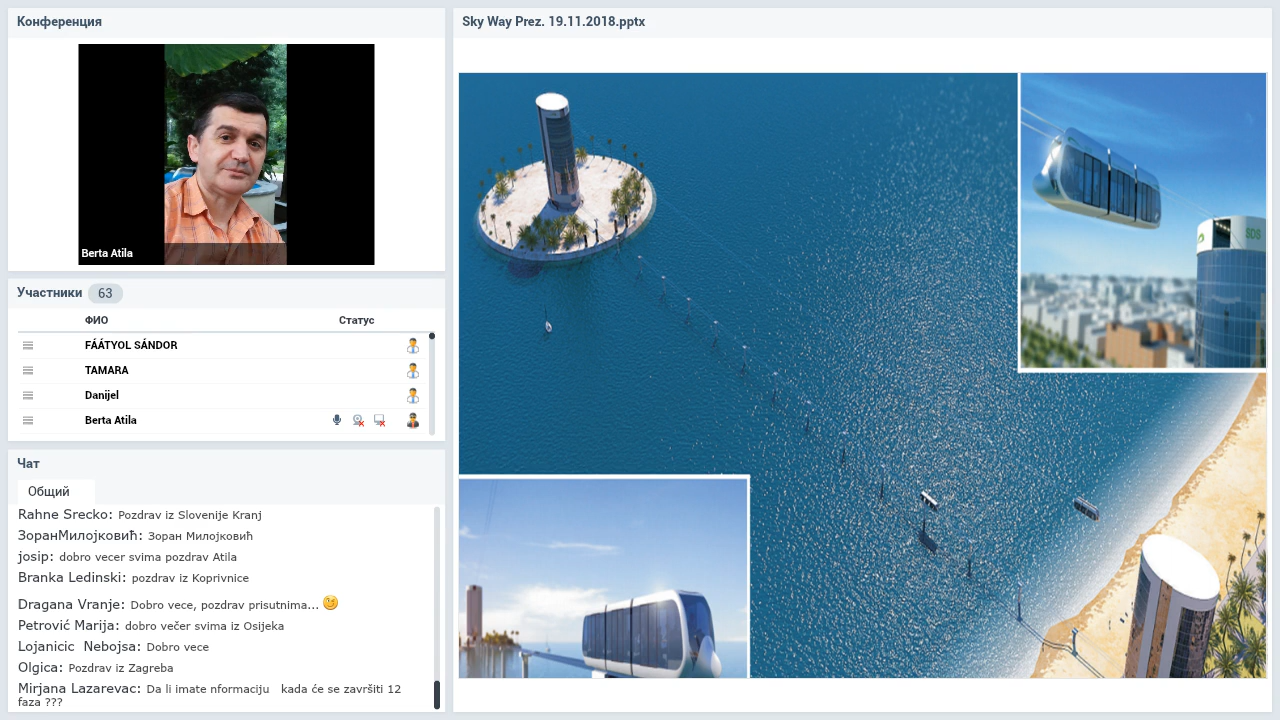 Конференция
Berta Atila
Участники 63
ФИО Статус
FÁÁTYOL SÁNDOR
TAMARA
Danijel
Berta Atila
Чат
Общий
Rahne Srecko: Pozdrav iz Slovenije Kranj
ЗоранМилојковић: Зоран Милојковић
josip: dobro vecer svima pozdrav Atila
Branka Ledinski: pozdrav iz Koprivnice
Dragana Vranje: Dobro vece, pozdrav prisutnima...
Petrović Marija: dobro večer svima iz Osijeka
Lojanicic Nebojsa: Dobro vece
Olgica: Pozdrav iz Zagreba
Mirjana Lazarevac: Da li imate nformaciju kada će se završiti 12
faza ???
Sky Way Prez. 19.11.2018.pptx
SDS